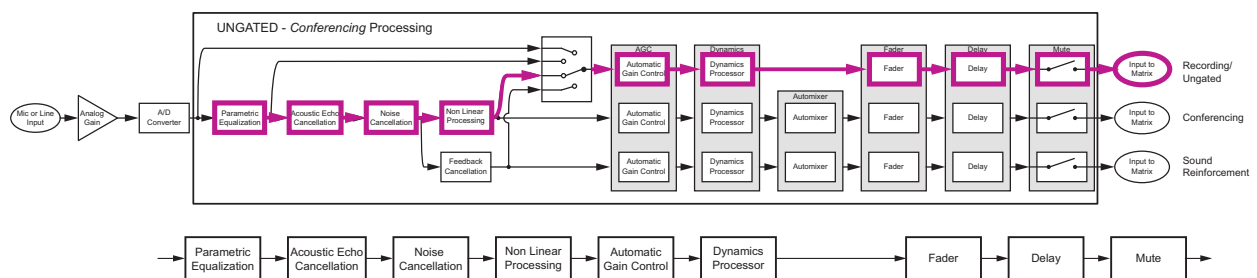 UNGATED - Conferencing Processing
AGC
Dynamics
Fader
Delay
Mute
Automatic
Gain Control
Dynamics
Processor
Fader
Delay
Input to
Matrix
Recording/
Ungated
Mic or Line
Input
Analog
Gain
A/D
Converter
Parametric
Equalization
Acoustic Echo
Cancellation
Noise
Cancellation
Non Linear
Processing
Automatic
Gain Control
Dynamics
Processor
Automixer
Automixer
Fader
Delay
Input to
Matrix
Conferencing
Feedback
Cancellation
Automatic
Gain Control
Dynamics
Processor
Automixer
Fader
Delay
Input to
Matrix
Sound
Reinforcement
Parametric
Equalization
Acoustic Echo
Cancellation
Noise
Cancellation
Non Linear
Processing
Automatic
Gain Control
Dynamics
Processor
Fader
Delay
Mute